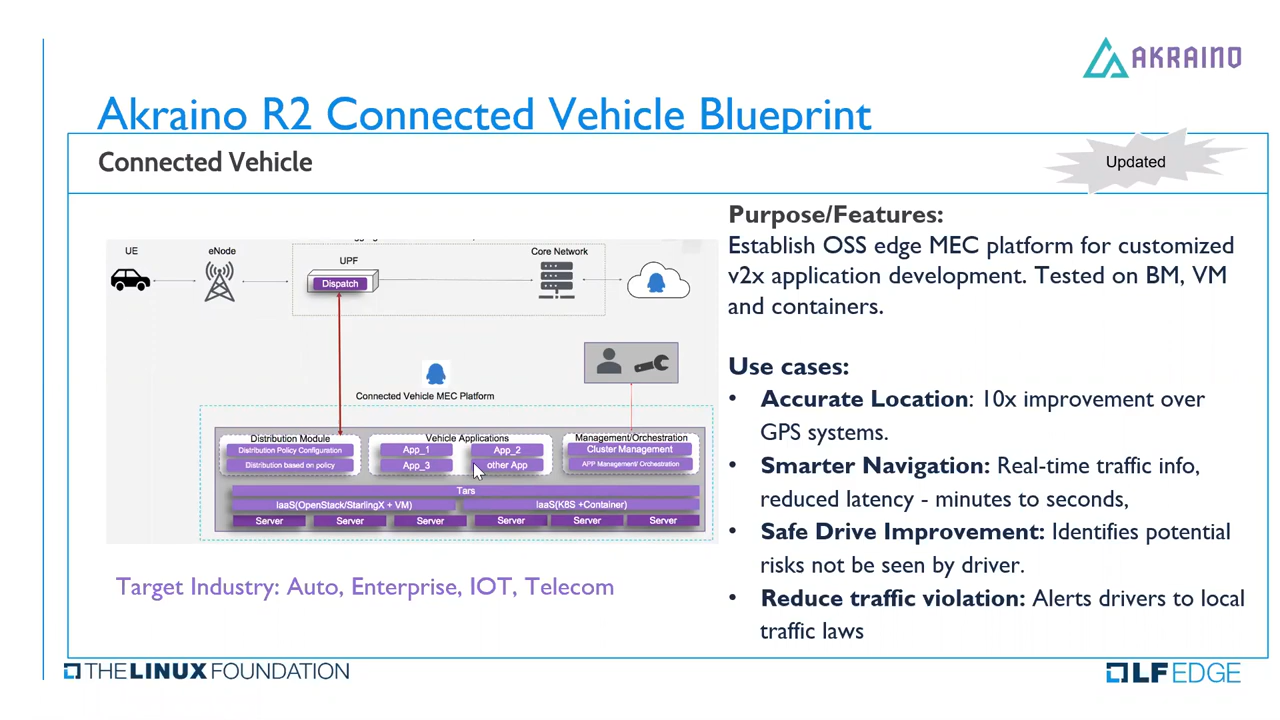 AKRAINO
Akraino R2 Connected Vehicle Blueprint
Connected Vehicle
Updated
UE
eNode
UPF
Dispatch
Core Network
Connected Vehicle MEC Platform
Distribution Module
Distribution Policy Configuration
Distribution based on policy
Vehicle Applications
App_1
App_2
App_3
other App
Management/Orchestration
Cluster Management
APP Management/ Orchestration
Tars
IaaS(OpenStack/StarlingX + VM)
IaaS(K8S +Container)
Server
Server
Server
Server
Server
Server
Target Industry: Auto, Enterprise, IOT, Telecom
Purpose/Features:
Establish OSS edge MEC platform for customized
v2x application development. Tested on BM, VM
and containers.
Use cases:
• Accurate Location: 10x improvement over
GPS systems.
• Smarter Navigation: Real-time traffic info,
reduced latency - minutes to seconds,
• Safe Drive Improvement: Identifies potential
risks not be seen by driver.
• Reduce traffic violation: Alerts drivers to local
traffic laws
THE LINUX FOUNDATION
LF EDGE